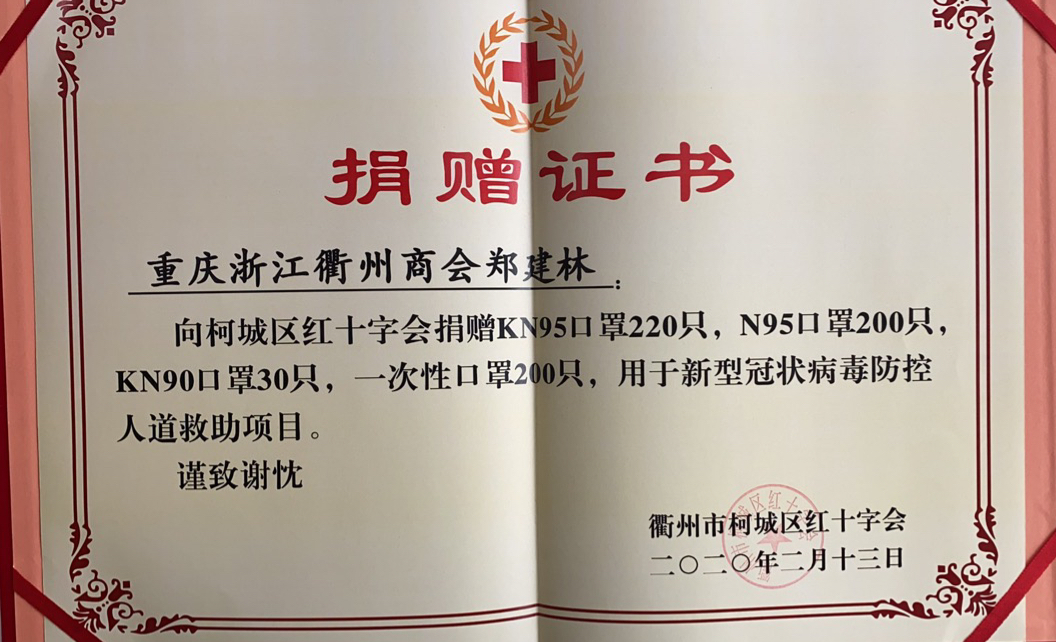 捐赠证书
重庆浙江衢州商会郑建林：
向柯城区红十字会捐赠KN95口罩220只，N95口罩200只，
KN90口罩30只，一次性口罩200只，用于新型冠状病毒防控
人道救助项目。
谨致谢忱
衢州市柯城区红十字会
二〇二〇年二月十三日